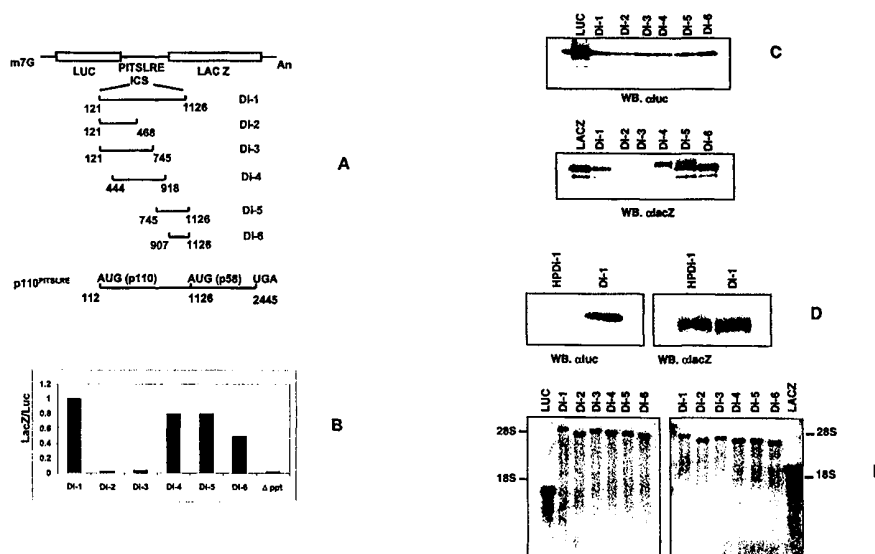 m7G
LUC
PITSLRE
ICS
LAC Z
An
121
1126
DI-1
121
468
DI-2
121
745
DI-3
444
918
DI-4
745
1126
DI-5
907
1126
DI-6
A
p110PITSLRE
AUG (p110)
AUG (p58)
UGA
112
1126
2445
LacZ/Luc
1.2
1
0.8
0.6
0.4
0.2
0
DI-1 DI-2 DI-3 DI-4 DI-5 DI-6 Δ ppt
B
LUC DI-1 DI-2 DI-3 DI-4 DI-5 DI-6
WB. αluc
C
LACZ DI-1 DI-2 DI-3 DI-4 DI-5 DI-6
WB. αlacZ
HPDI-1 DI-1
WB. αluc
HPDI-1 DI-1
WB. αlacZ
D
LUC DI-1 DI-2 DI-3 DI-4 DI-5 DI-6
28S
18S
DI-1 DI-2 DI-3 DI-4 DI-5 DI-6 LACZ
28S
18S